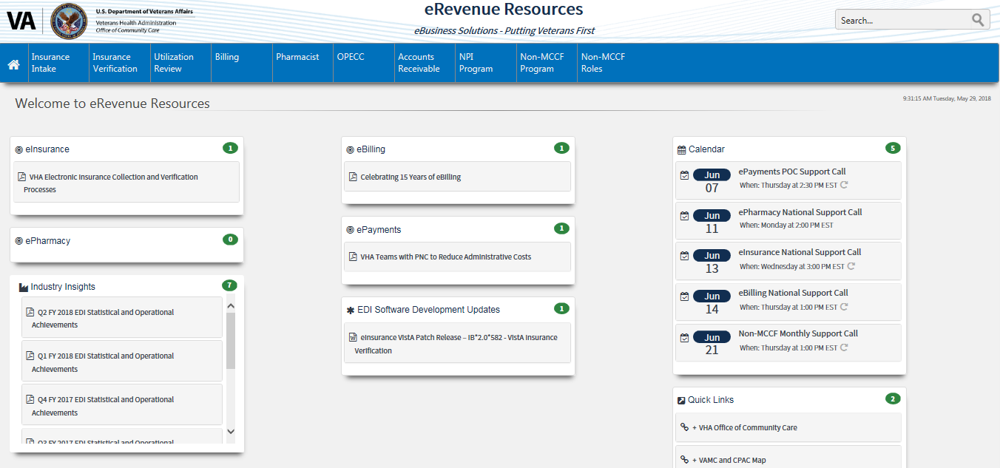 VA
U.S. Department of Veterans Affairs
Veterans Health Administration
Office of Community Care
eRevenue Resources
eBusiness Solutions - Putting Veterans First
Search...
Insurance
Intake
Insurance
Verification
Utilization
Review
Billing
Pharmacist
OPECC
Accounts
Receivable
NPI
Program
Non-MCCF
Program
Non-MCCF
Roles
Welcome to eRevenue Resources
9:31:15 AM Tuesday, May 29, 2018
eInsurance 1
VHA Electronic Insurance Collection and Verification
Processes
ePharmacy 0
Industry Insights 7
Q2 FY 2018 EDI Statistical and Operational
Achievements
Q1 FY 2018 EDI Statistical and Operational
Achievements
Q4 FY 2017 EDI Statistical and Operational
Achievements
Q3 FY 2017 EDI Statistical and Operational
eBilling 1
Celebrating 15 Years of eBilling
ePayments 1
VHA Teams with PNC to Reduce Administrative Costs
EDI Software Development Updates 1
eInsurance VistA Patch Release – IB*2.0*582 - VistA Insurance
Verification
Calendar 5
Jun
07
ePayments POC Support Call
When: Thursday at 2:30 PM EST
Jun
11
ePharmacy National Support Call
When: Monday at 2:00 PM EST
Jun
13
eInsurance National Support Call
When: Wednesday at 3:00 PM EST
Jun
14
eBilling National Support Call
When: Thursday at 1:00 PM EST
Jun
21
Non-MCCF Monthly Support Call
When: Thursday at 1:00 PM EST
Quick Links 2
+ VHA Office of Community Care
+ VAMC and CPAC Map